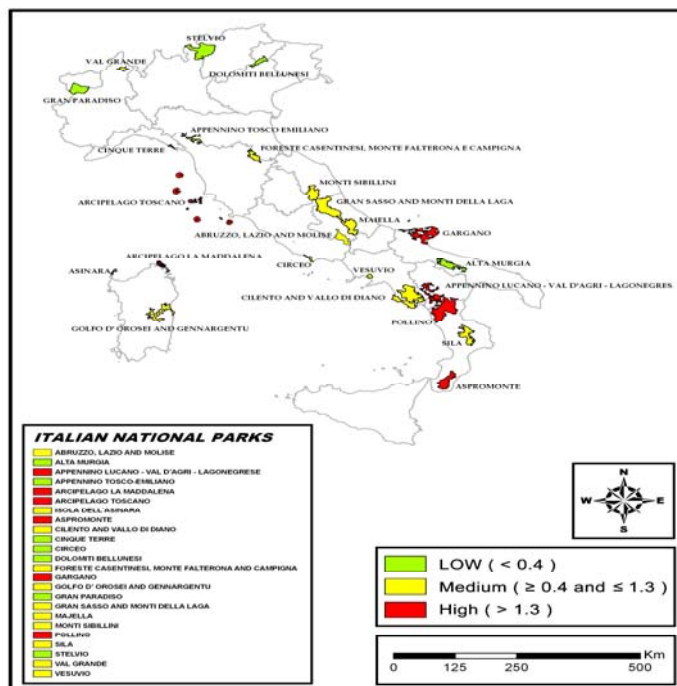 STELVIO
VAL GRANDE
DOLOMITI BELLUNESI
GRAN PARADISO
APPENNINO TOSCO EMILIANO
CINQUE TERRE
FORESTE CASENTINESI, MONTE FALTERONA E CAMPIGNA
MONTI SIBILLINI
ARCIPELAGO TOSCANO
GRAN SASSO AND MONTI DELLA LAGA
MAIELLA
ABRUZZO, LAZIO AND MOLISE
GARGANO
ARCIPELAGO LA MADDALENA
CIRCEO
ALTA MURGIA
ASINARA
VESUVIO
APPENNINO LUCANO - VAL D'AGRI - LAGONEGRES
CILENTO AND VALLO DI DIANO
POLLINO
GOLFO D' OROSEI AND GENNARGENTU
SILA
ASPROMONTE
ITALIAN NATIONAL PARKS
ABRUZZO, LAZIO AND MOLISE
ALTA MURGIA
APPENNINO LUCANO - VAL D'AGRI - LAGONEGRESE
APPENNINO TOSCO-EMILIANO
ARCIPELAGO LA MADDALENA
ARCIPELAGO TOSCANO
ISOLA DELL'ASINARA
ASPROMONTE
CILENTO AND VALLO DI DIANO
CINQUE TERRE
CIRCEO
DOLOMITI BELLUNESI
FORESTE CASENTINESI, MONTE FALTERONA AND CAMPIGNA
GARGANO
GOLFO D' OROSEI AND GENNARGENTU
GRAN PARADISO
GRAN SASSO AND MONTI DELLA LAGA
MAJELLA
MONTI SIBILLINI
POLLINO
SILA
STELVIO
VAL GRANDE
VESUVIO
N
W E
S
LOW ( < 0.4 )
Medium ( ≥ 0.4 and ≤ 1.3 )
High ( > 1.3 )
Km
0 125 250 500